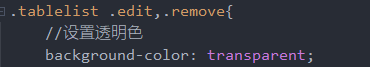 .tablelist .edit,.remove{
//设置透明色
background-color: transparent;